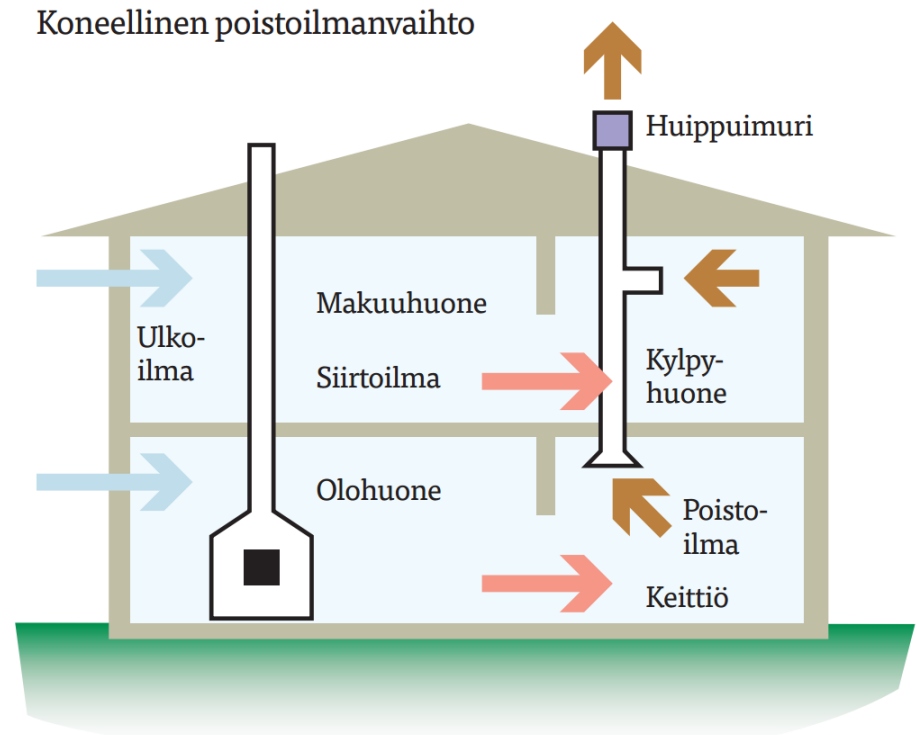 Koneellinen poistoilmanvaihto
Huippuimuri
Makuuhuone
Ulko-
ilma
Siirtoilma
Kylpy-
huone
Olohuone
Poisto-
ilma
Keittiö